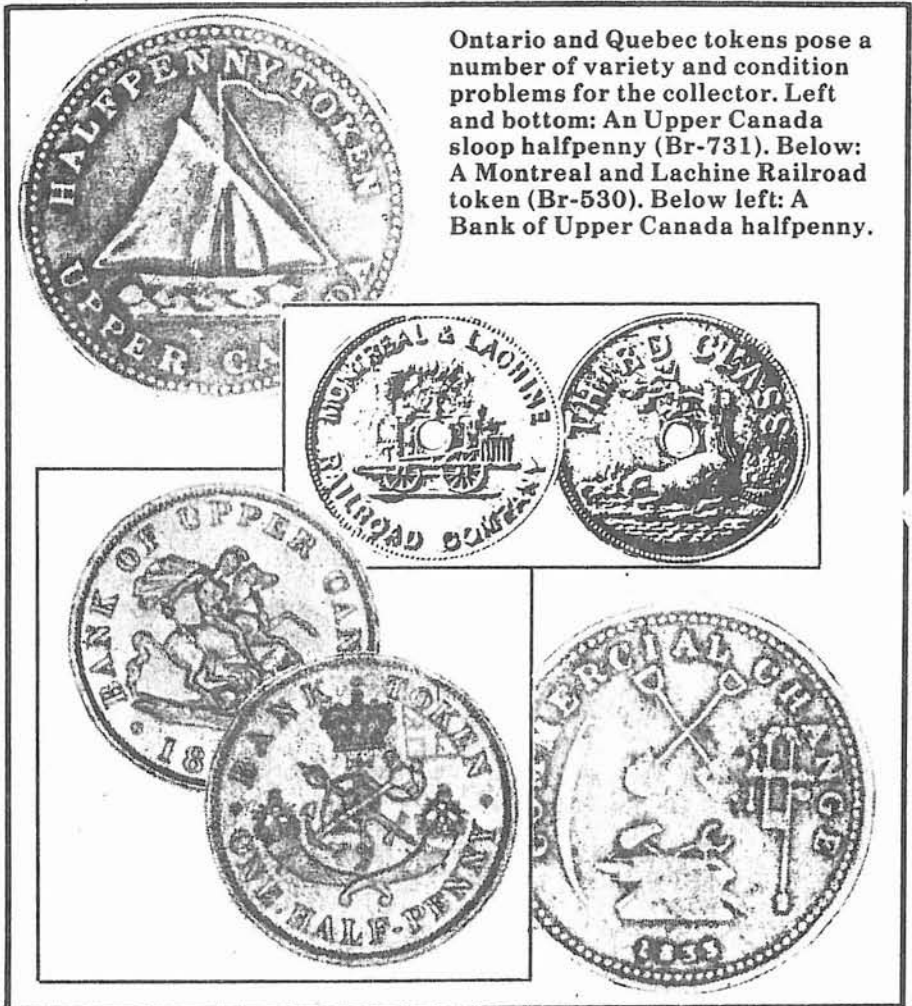 Ontario and Quebec tokens pose a
number of variety and condition
problems for the collector. Left
and bottom: An Upper Canada
sloop halfpenny (Br-731). Below:
A Montreal and Lachine Railroad
token (Br-530). Below left: A
Bank of Upper Canada halfpenny.
HALFPENNY TOKEN
UPPER CA
MONTREAL & LACHINE
RAILROAD COMPANY
THIRD CLASS
BANK OF UPPER CAN
18
BANK TOKEN
ONE HALF-PENNY
MERCIAL CHANGE
1833